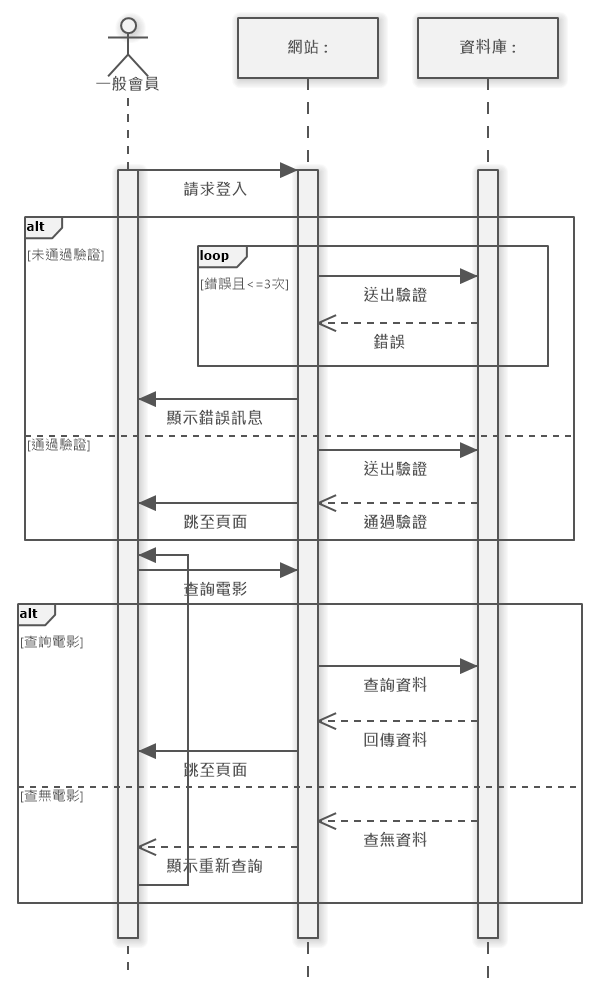 一般會員
網站 :
資料庫 :
請求登入
alt
[未通過驗證]
loop
[錯誤且<=3次]
送出驗證
錯誤
顯示錯誤訊息
[通過驗證]
送出驗證
跳至頁面
通過驗證
查詢電影
alt
[查詢電影]
查詢資料
回傳資料
跳至頁面
[查無電影]
查無資料
顯示重新查詢